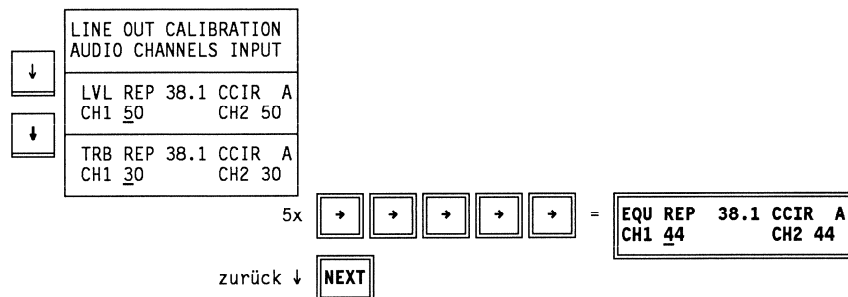 LINE OUT CALIBRATION
AUDIO CHANNELS INPUT
↓
LVL REP 38.1 CCIR A
CH1 50 CH2 50
↓
TRB REP 38.1 CCIR A
CH1 30 CH2 30
5x → → → → → = EQU REP 38.1 CCIR A
CH1 44 CH2 44
zurück ↓ NEXT